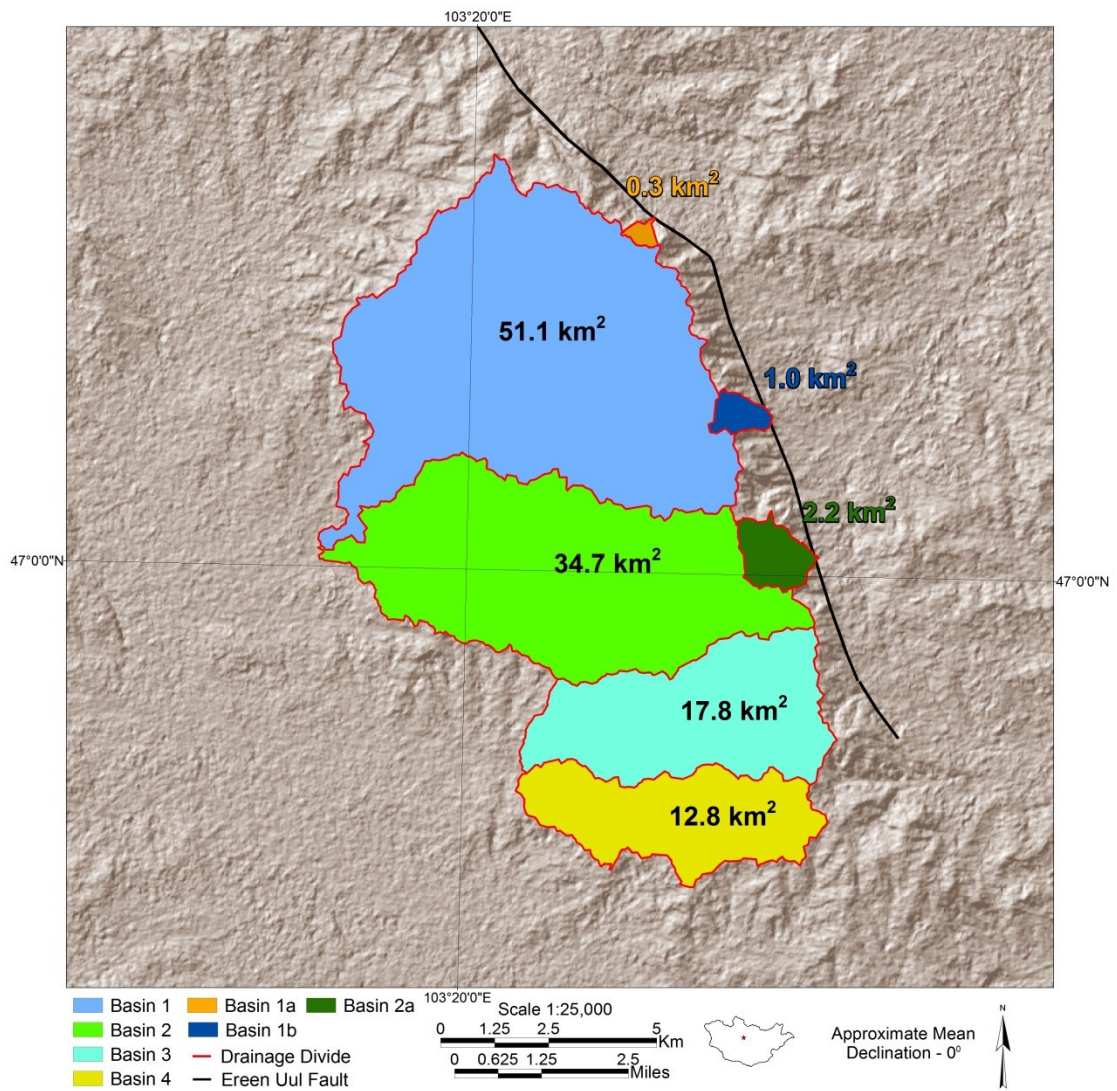 103°20'0"E
0.3 km²
51.1 km²
1.0 km²
2.2 km²
47°0'0"N
34.7 km²
47°0'0"N
17.8 km²
12.8 km²
103°20'0"E
Basin 1
Basin 1a
Basin 2a
Basin 2
Basin 1b
Basin 3
Drainage Divide
Basin 4
Ereen Uul Fault
Scale 1:25,000
0 1.25 2.5 5
Km
0 0.625 1.25 2.5
Miles
Approximate Mean
Declination - 0⁰
N